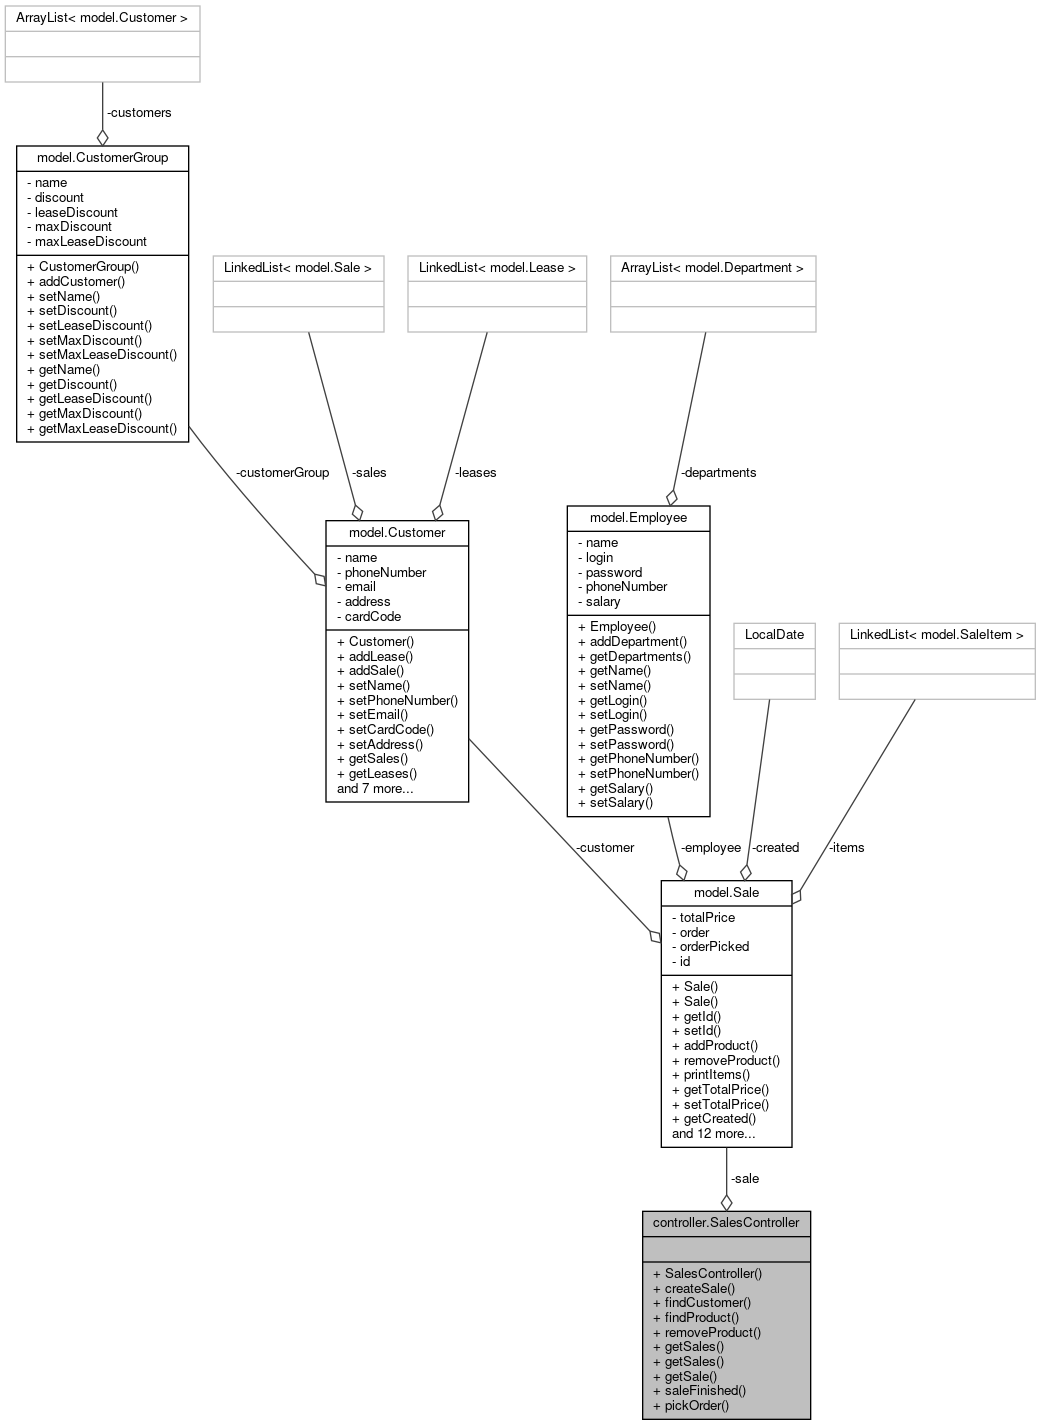 ArrayList< model.Customer >
-customers
model.CustomerGroup
- name
- discount
- leaseDiscount
- maxDiscount
- maxLeaseDiscount
+ CustomerGroup()
+ addCustomer()
+ setName()
+ setDiscount()
+ setLeaseDiscount()
+ setMaxDiscount()
+ setMaxLeaseDiscount()
+ getName()
+ getDiscount()
+ getLeaseDiscount()
+ getMaxDiscount()
+ getMaxLeaseDiscount()
LinkedList< model.Sale >
LinkedList< model.Lease >
ArrayList< model.Department >
-customerGroup
-sales
-leases
-departments
model.Customer
- name
- phoneNumber
- email
- address
- cardCode
+ Customer()
+ addLease()
+ addSale()
+ setName()
+ setPhoneNumber()
+ setEmail()
+ setCardCode()
+ setAddress()
+ getSales()
+ getLeases()
and 7 more...
model.Employee
- name
- login
- password
- phoneNumber
- salary
+ Employee()
+ addDepartment()
+ getDepartments()
+ getName()
+ setName()
+ getLogin()
+ setLogin()
+ getPassword()
+ setPassword()
+ getPhoneNumber()
+ setPhoneNumber()
+ getSalary()
+ setSalary()
LocalDate
LinkedList< model.SaleItem >
-customer
-employee
-created
-items
model.Sale
- totalPrice
- order
- orderPicked
- id
+ Sale()
+ Sale()
+ getId()
+ setId()
+ addProduct()
+ removeProduct()
+ printItems()
+ getTotalPrice()
+ setTotalPrice()
+ getCreated()
and 12 more...
-sale
controller.SalesController
+ SalesController()
+ createSale()
+ findCustomer()
+ findProduct()
+ removeProduct()
+ getSales()
+ getSales()
+ getSale()
+ saleFinished()
+ pickOrder()